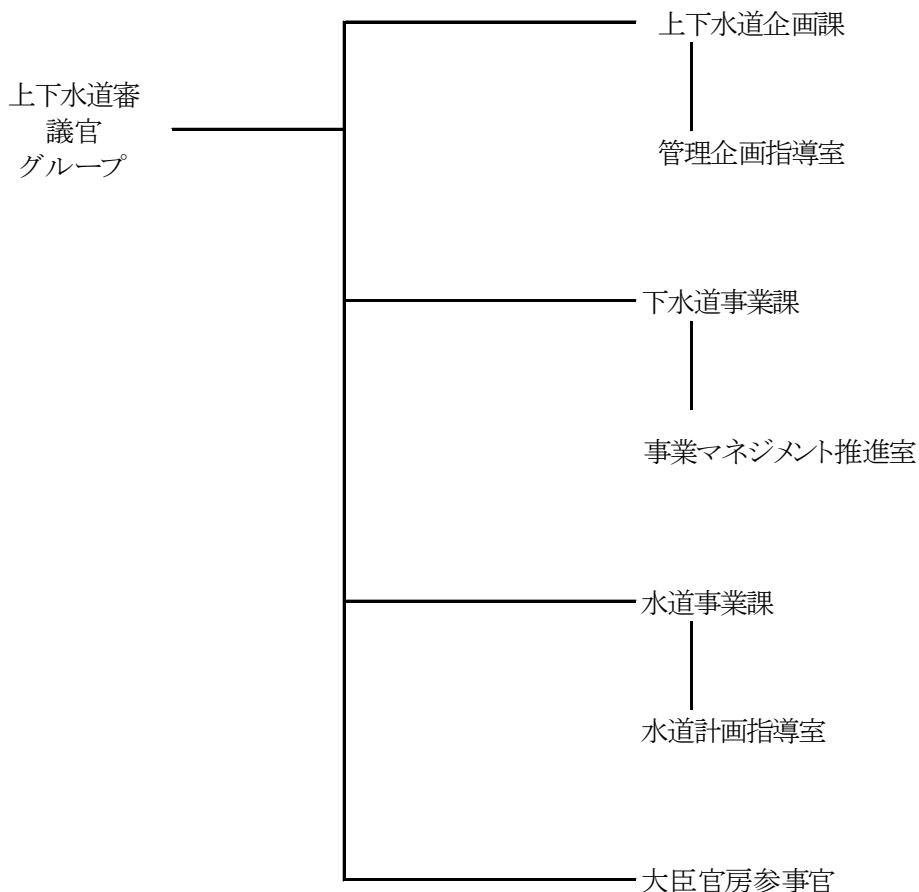 上下水道審
議官
グループ
上下水道企画課
管理企画指導室
下水道事業課
事業マネジメント推進室
水道事業課
水道計画指導室
大臣官房参事官